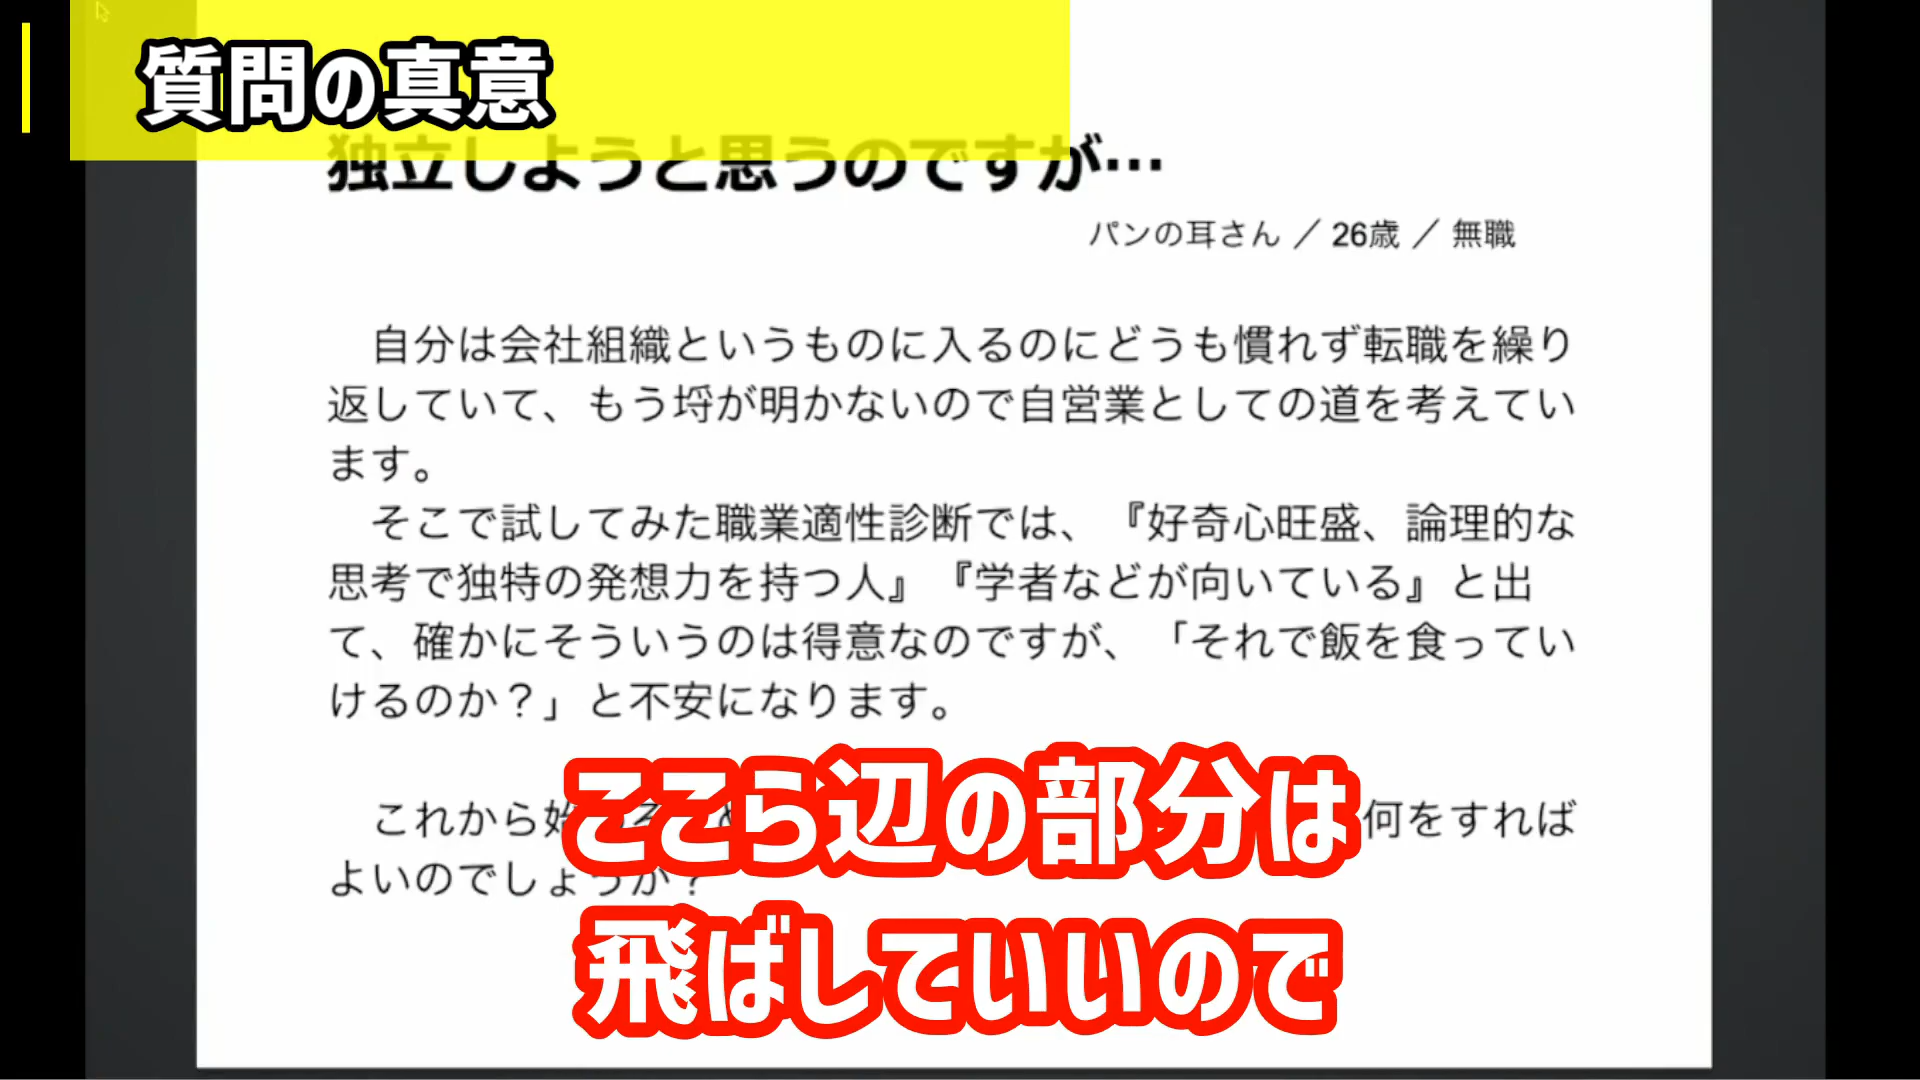 質問の真意
独立しようと思うのですが…
パンの耳さん ／ 26歳 ／ 無職
自分は会社組織というものに入るのにどうも慣れず転職を繰り
返していて、もう埒が明かないので自営業としての道を考えてい
ます。
そこで試してみた職業適性診断では、『好奇心旺盛、論理的な
思考で独特の発想力を持つ人』『学者などが向いている』と出
て、確かにそういうのは得意なのですが、「それで飯を食ってい
けるのか？」と不安になります。
これから始 何をすれば
よいのでしょうか？
ここら辺の部分は
飛ばしていいので